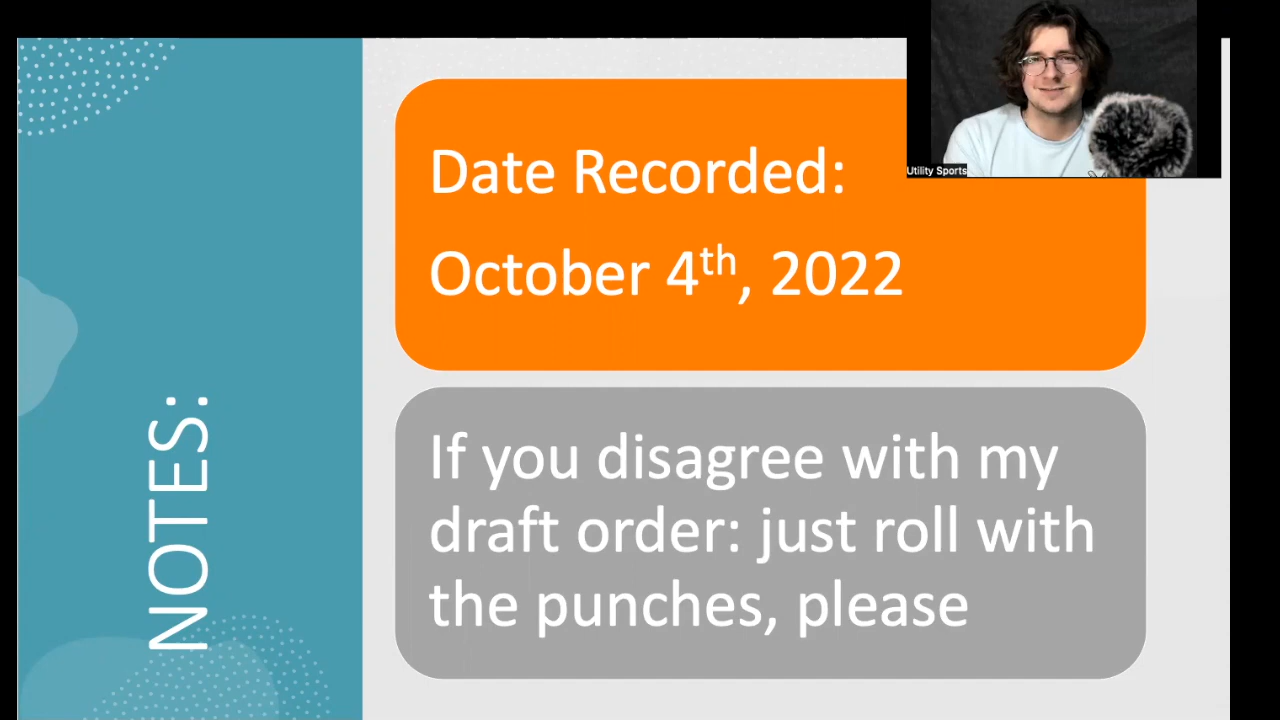 NOTES:
Date Recorded:
October 4th, 2022
If you disagree with my
draft order: just roll with
the punches, please
Utility Sports